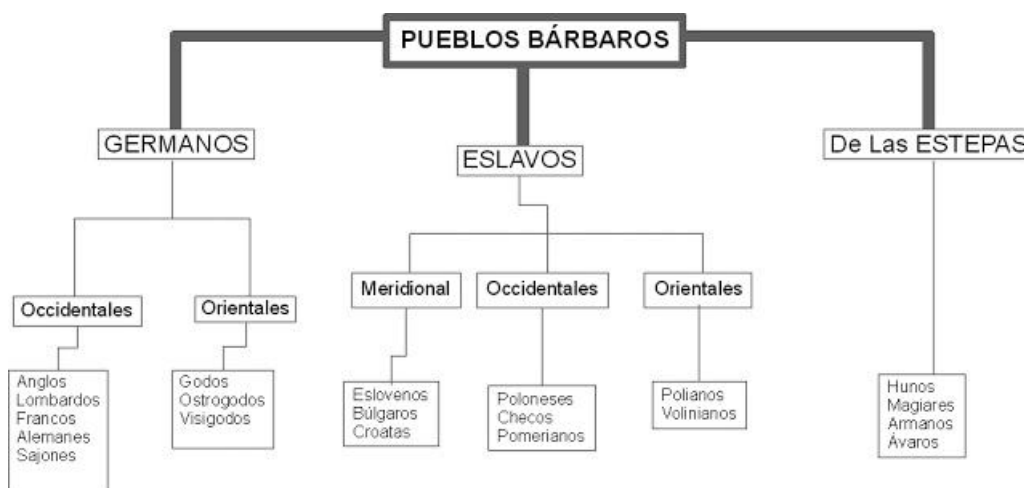 PUEBLOS BÁRBAROS
GERMANOS
ESLAVOS
De Las ESTEPAS
Occidentales
Orientales
Meridional
Occidentales
Orientales
Anglos
Lombardos
Francos
Alemanes
Sajones
Godos
Ostrogodos
Visigodos
Eslovenos
Búlgaros
Croatas
Poloneses
Checos
Pomerianos
Polianos
Volinianos
Hunos
Magiares
Armanos
Ávaros